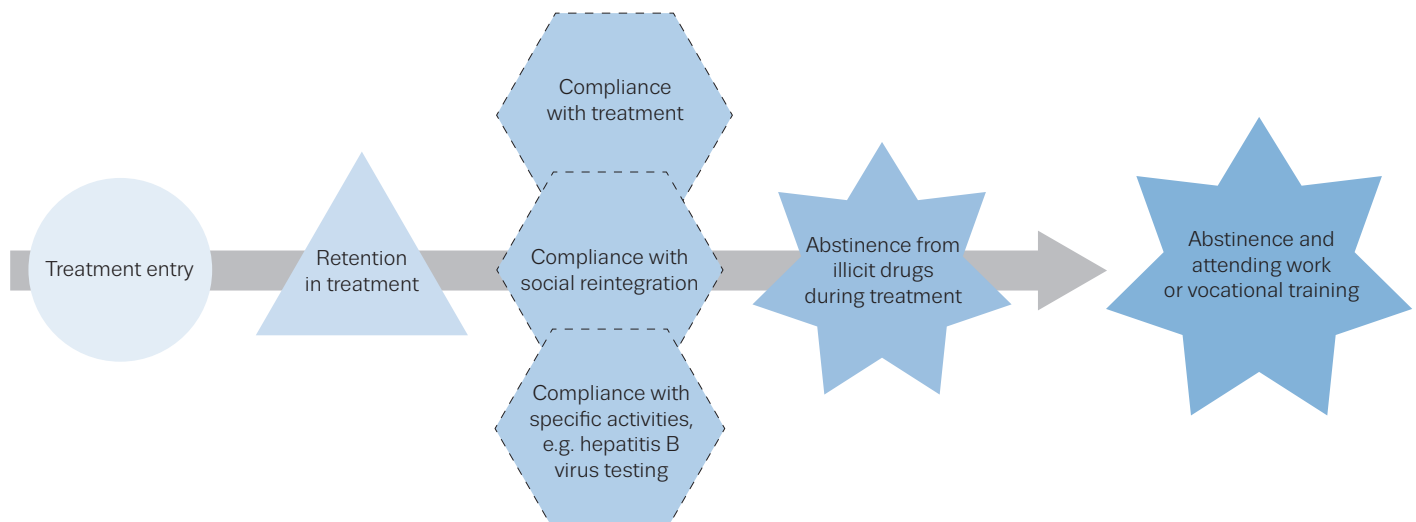 Treatment entry
Retention
in treatment
Compliance
with treatment
Compliance with
social reintegration
Compliance with
specific activities,
e.g. hepatitis B
virus testing
Abstinence from
illicit drugs
during treatment
Abstinence and
attending work
or vocational training